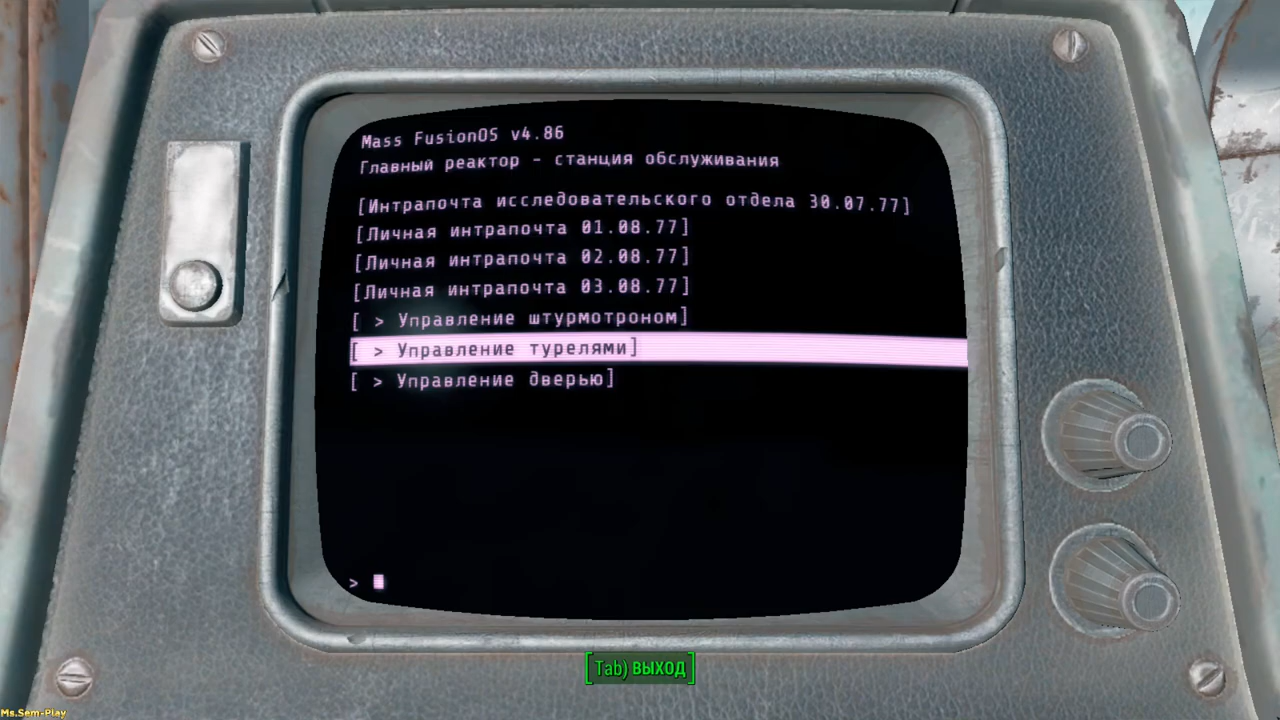 Mass FusionOS v4.86
Главный реактор - станция обслуживания
[Интрапочта исследовательского отдела 30.07.77]
[Личная интрапочта 01.08.77]
[Личная интрапочта 02.08.77]
[Личная интрапочта 03.08.77]
[ > Управление штурмотроном]
[ > Управление турелями]
[ > Управление дверью]
>
[Tab) ВЫХОД]
Ms.Sem-Play